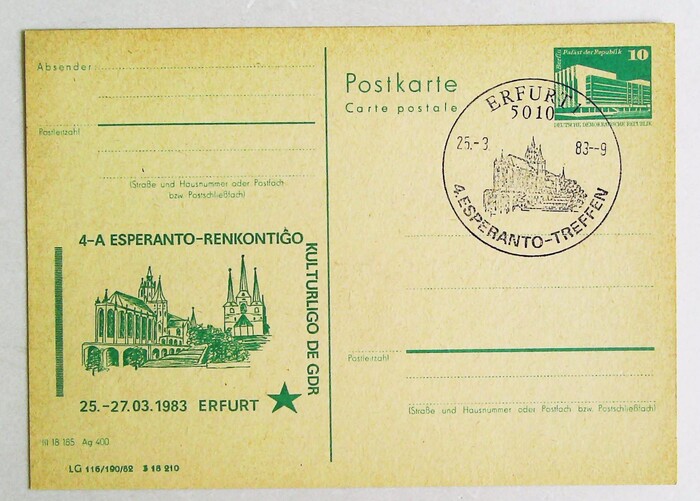 Absender
Postleitzahl
(Straße und Hausnummer oder Postfach
bzw. Postschließfach)
4-A ESPERANTO-RENKONTIĜO
KULTURLIGO DE GDR
25.-27.03.1983 ERFURT
III 18 185 Ag 400
LG 116/190/82 3 18 210
Postkarte
Carte postale
Berlin Palast der Republik 10
DEUTSCHE DEMOKRATISCHE REPUBLIK
ERFURT 1
5010
25.-3. 83--9
4. ESPERANTO-TREFFEN
Postleitzahl
(Straße und Hausnummer oder Postfach bzw. Postschließfach)